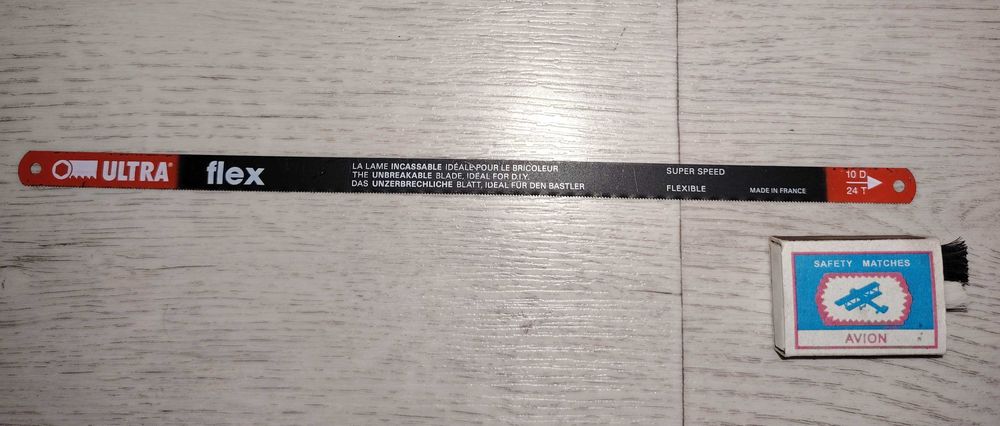 ULTRA®
flex
LA LAME INCASSABLE IDÉALE POUR LE BRICOLEUR
THE UNBREAKABLE BLADE, IDEAL FOR D.I.Y.
DAS UNZERBRECHLICHE BLATT, IDEAL FÜR DEN BASTLER
SUPER SPEED
FLEXIBLE
MADE IN FRANCE
10 D
24 T
SAFETY MATCHES
AVION